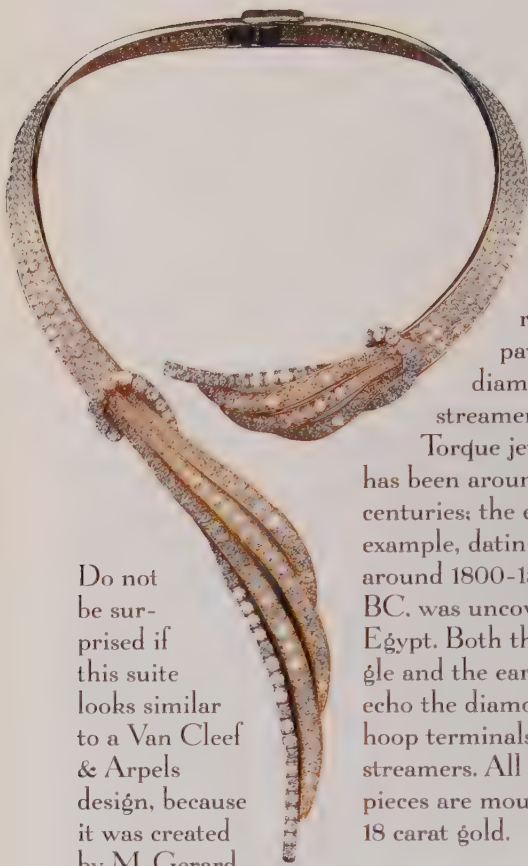 Do not
be sur-
prised if
this suite
looks similar
to a Van Cleef
& Arpels
design, because
it was created
by M. Gerard
r
pa
diam
streamer
Torque je
has been aroun
centuries; the e
example, datin
around 1800-1
BC. was uncov
Egypt. Both th
gle and the ear
echo the diamo
hoop terminals
streamers. All
pieces are mou
18 carat gold.